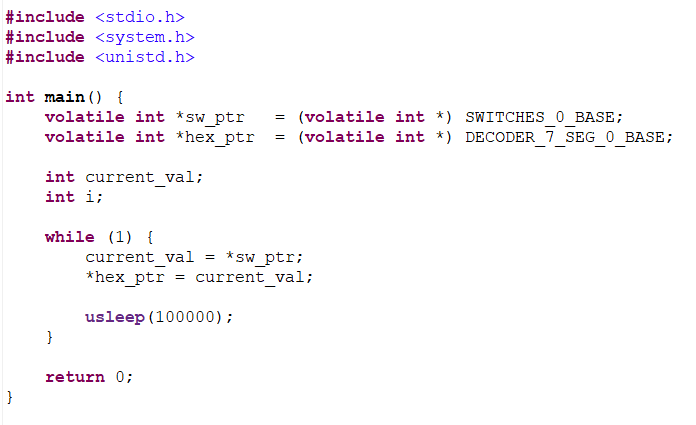 #include <stdio.h>
#include <system.h>
#include <unistd.h>
int main() {
volatile int *sw_ptr = (volatile int *) SWITCHES_0_BASE;
volatile int *hex_ptr = (volatile int *) DECODER_7_SEG_0_BASE;
int current_val;
int i;
while (1) {
current_val = *sw_ptr;
*hex_ptr = current_val;
usleep(100000);
}
return 0;
}